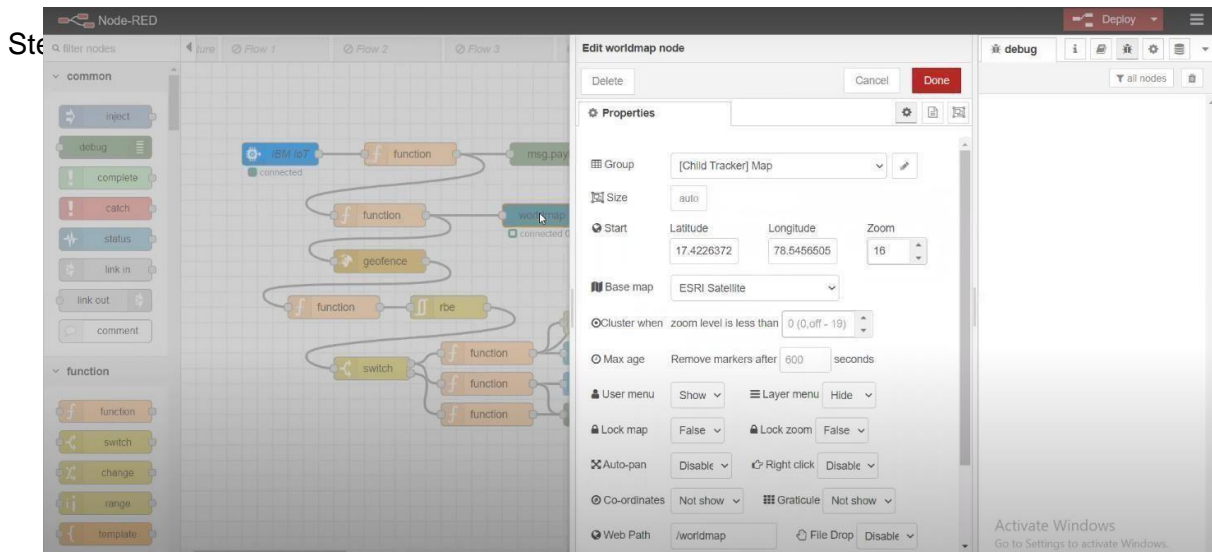 Node-RED
Deploy
Ste
filter nodes
Flow 1
Flow 2
Flow 3
Edit worldmap node
debug
i
common
Delete
Cancel
Done
all nodes
Properties
inject
debug
IBM IoT
function
msg.pay
connected
Group
[Child Tracker] Map
complete
Size
auto
catch
function
worldmap
connected
Start
Latitude
Longitude
Zoom
status
17.4226372
78.5456505
16
link in
geofence
Base map
ESRI Satellite
link out
function
rbe
Cluster when zoom level is less than 0 (0,off - 19)
comment
function
Max age
Remove markers after 600 seconds
function
switch
function
User menu
Show
Layer menu
Hide
function
function
switch
Lock map
False
Lock zoom
False
change
Auto-pan
Disable
Right click
Disable
range
Co-ordinates
Not show
Graticule
Not show
template
Web Path
/worldmap
File Drop
Disable
Activate Windows
Go to Settings to activate Windows.